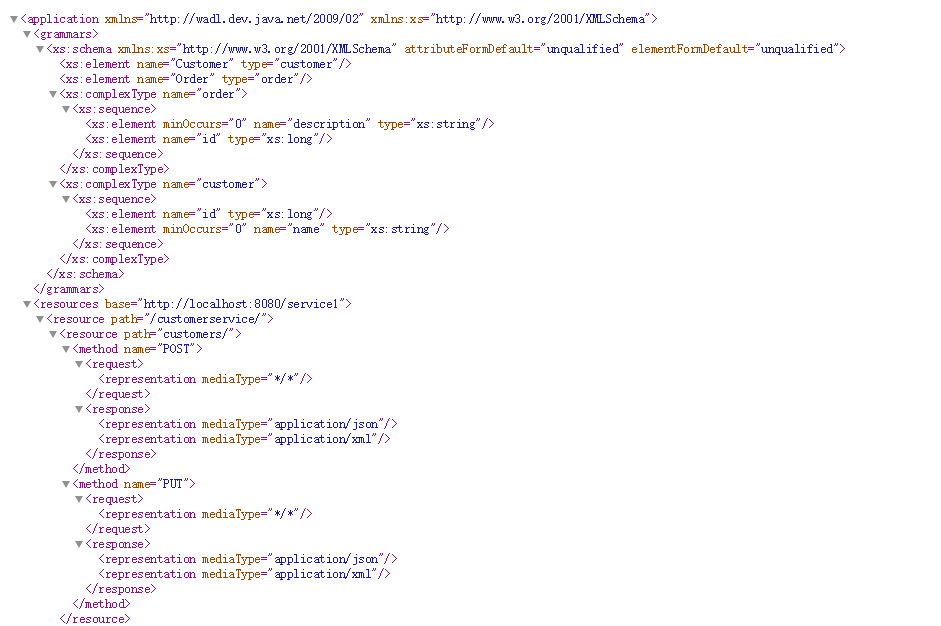 <application xmlns="http://wadl.dev.java.net/2009/02" xmlns:xs="http://www.w3.org/2001/XMLSchema">
<grammars>
<xs:schema xmlns:xs="http://www.w3.org/2001/XMLSchema" attributeFormDefault="unqualified" elementFormDefault="unqualified">
<xs:element name="Customer" type="customer"/>
<xs:element name="Order" type="order"/>
<xs:complexType name="order">
<xs:sequence>
<xs:element minOccurs="0" name="description" type="xs:string"/>
<xs:element name="id" type="xs:long"/>
</xs:sequence>
</xs:complexType>
<xs:complexType name="customer">
<xs:sequence>
<xs:element name="id" type="xs:long"/>
<xs:element minOccurs="0" name="name" type="xs:string"/>
</xs:sequence>
</xs:complexType>
</xs:schema>
</grammars>
<resources base="http://localhost:8080/service1">
<resource path="/customerservice/">
<resource path="customers/">
<method name="POST">
<request>
<representation mediaType="*/*"/>
</request>
<response>
<representation mediaType="application/json"/>
<representation mediaType="application/xml"/>
</response>
</method>
<method name="PUT">
<request>
<representation mediaType="*/*"/>
</request>
<response>
<representation mediaType="application/json"/>
<representation mediaType="application/xml"/>
</response>
</method>
</resource>